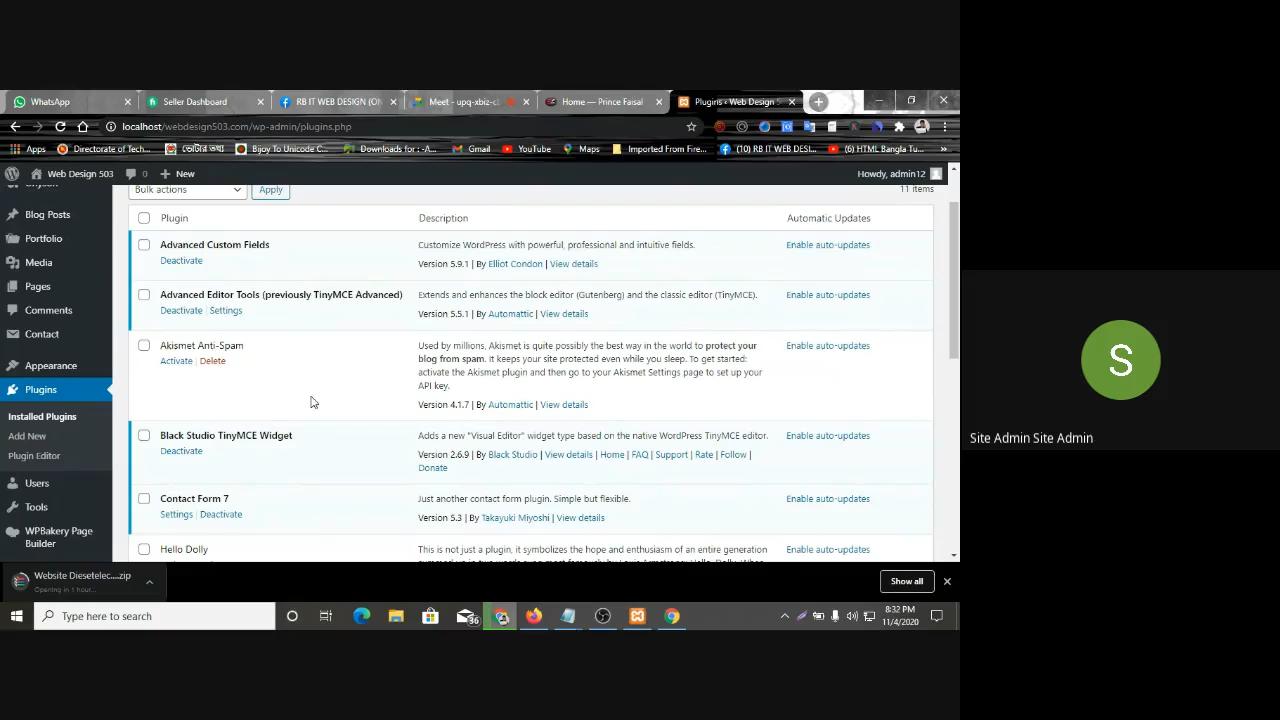 WhatsApp
Seller Dashboard
RB IT WEB DESIGN (ON
Meet - upq-xbiz-c
Home — Prince Faisal
Plugins ‹ Web Design 5
localhost/webdesign503.com/wp-admin/plugins.php
Apps
Directorate of Tech...
Bijoy To Unicode C...
Downloads for : -A...
Gmail
YouTube
Maps
Imported From Fire...
(10) RB IT WEB DESI...
(6) HTML Bangla Tu...
Web Design 503
0
New
Howdy, admin12
Blog Posts
Portfolio
Media
Pages
Comments
Contact
Appearance
Plugins
Installed Plugins
Add New
Plugin Editor
Users
Tools
WPBakery Page
Builder
Bulk actions
Apply
11 items
Plugin
Description
Automatic Updates
Advanced Custom Fields
Deactivate
Customize WordPress with powerful, professional and intuitive fields.
Version 5.9.1 | By Elliot Condon | View details
Enable auto-updates
Advanced Editor Tools (previously TinyMCE Advanced)
Deactivate | Settings
Extends and enhances the block editor (Gutenberg) and the classic editor (TinyMCE).
Version 5.5.1 | By Automattic | View details
Enable auto-updates
Akismet Anti-Spam
Activate | Delete
Used by millions, Akismet is quite possibly the best way in the world to protect your
blog from spam. It keeps your site protected even while you sleep. To get started:
activate the Akismet plugin and then go to your Akismet Settings page to set up your
API key.
Version 4.1.7 | By Automattic | View details
Enable auto-updates
Black Studio TinyMCE Widget
Deactivate
Adds a new "Visual Editor" widget type based on the native WordPress TinyMCE editor.
Version 2.6.9 | By Black Studio | View details | Home | FAQ | Support | Rate | Follow |
Donate
Enable auto-updates
Contact Form 7
Settings | Deactivate
Just another contact form plugin. Simple but flexible.
Version 5.3 | By Takayuki Miyoshi | View details
Enable auto-updates
Hello Dolly
This is not just a plugin, it symbolizes the hope and enthusiasm of an entire generation
Enable auto-updates
Website Dieselelec....zip
Opening in 1 hour...
Show all
Type here to search
36
8:32 PM
11/4/2020
S
Site Admin Site Admin